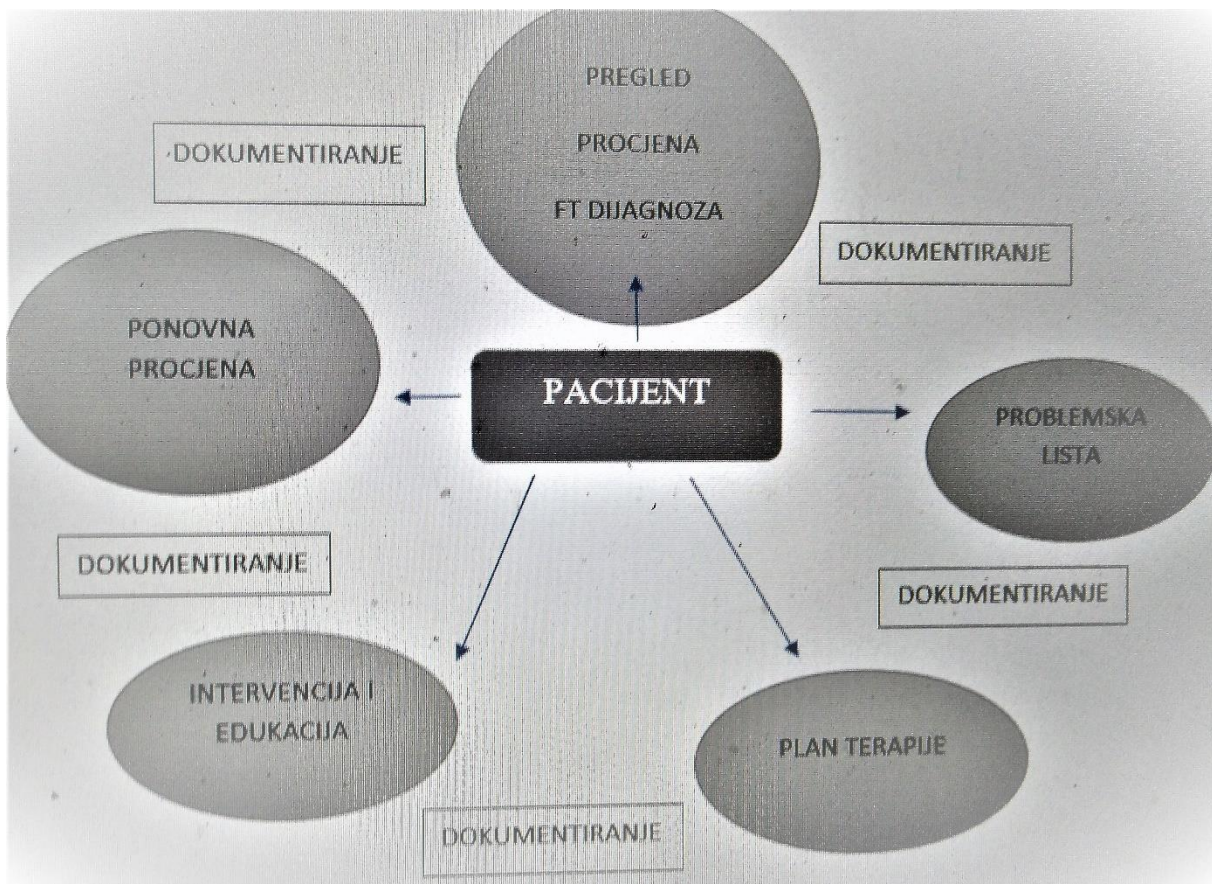 PREGLED
PROCJENA
FT DIJAGNOZA
DOKUMENTIRANJE
DOKUMENTIRANJE
PONOVNA
PROCJENA
PACIJENT
PROBLEMSKA
LISTA
DOKUMENTIRANJE
DOKUMENTIRANJE
INTERVENCIJA I
EDUKACIJA
PLAN TERAPIJE
DOKUMENTIRANJE